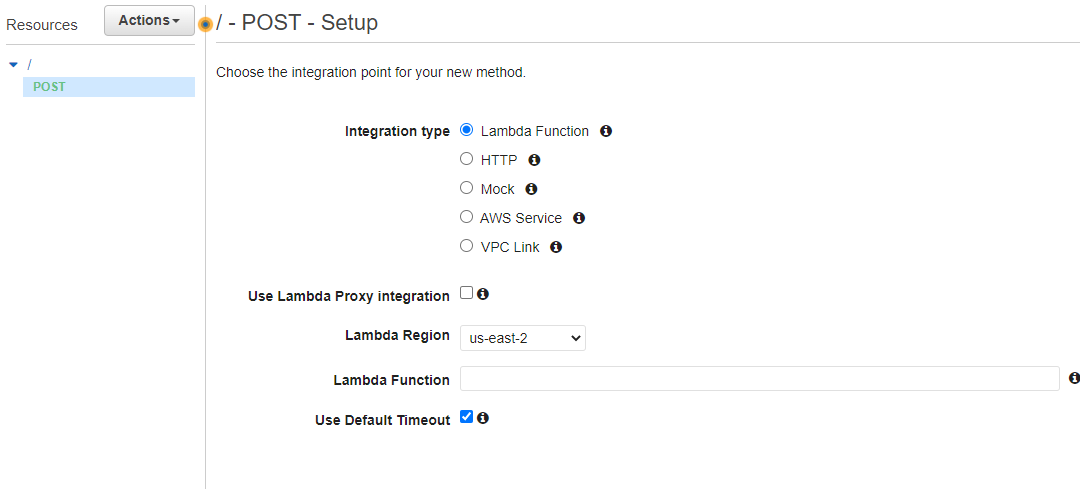 Resources
Actions
/ - POST - Setup
/
POST
Choose the integration point for your new method.
Integration type
Lambda Function
HTTP
Mock
AWS Service
VPC Link
Use Lambda Proxy integration
Lambda Region us-east-2
Lambda Function
Use Default Timeout